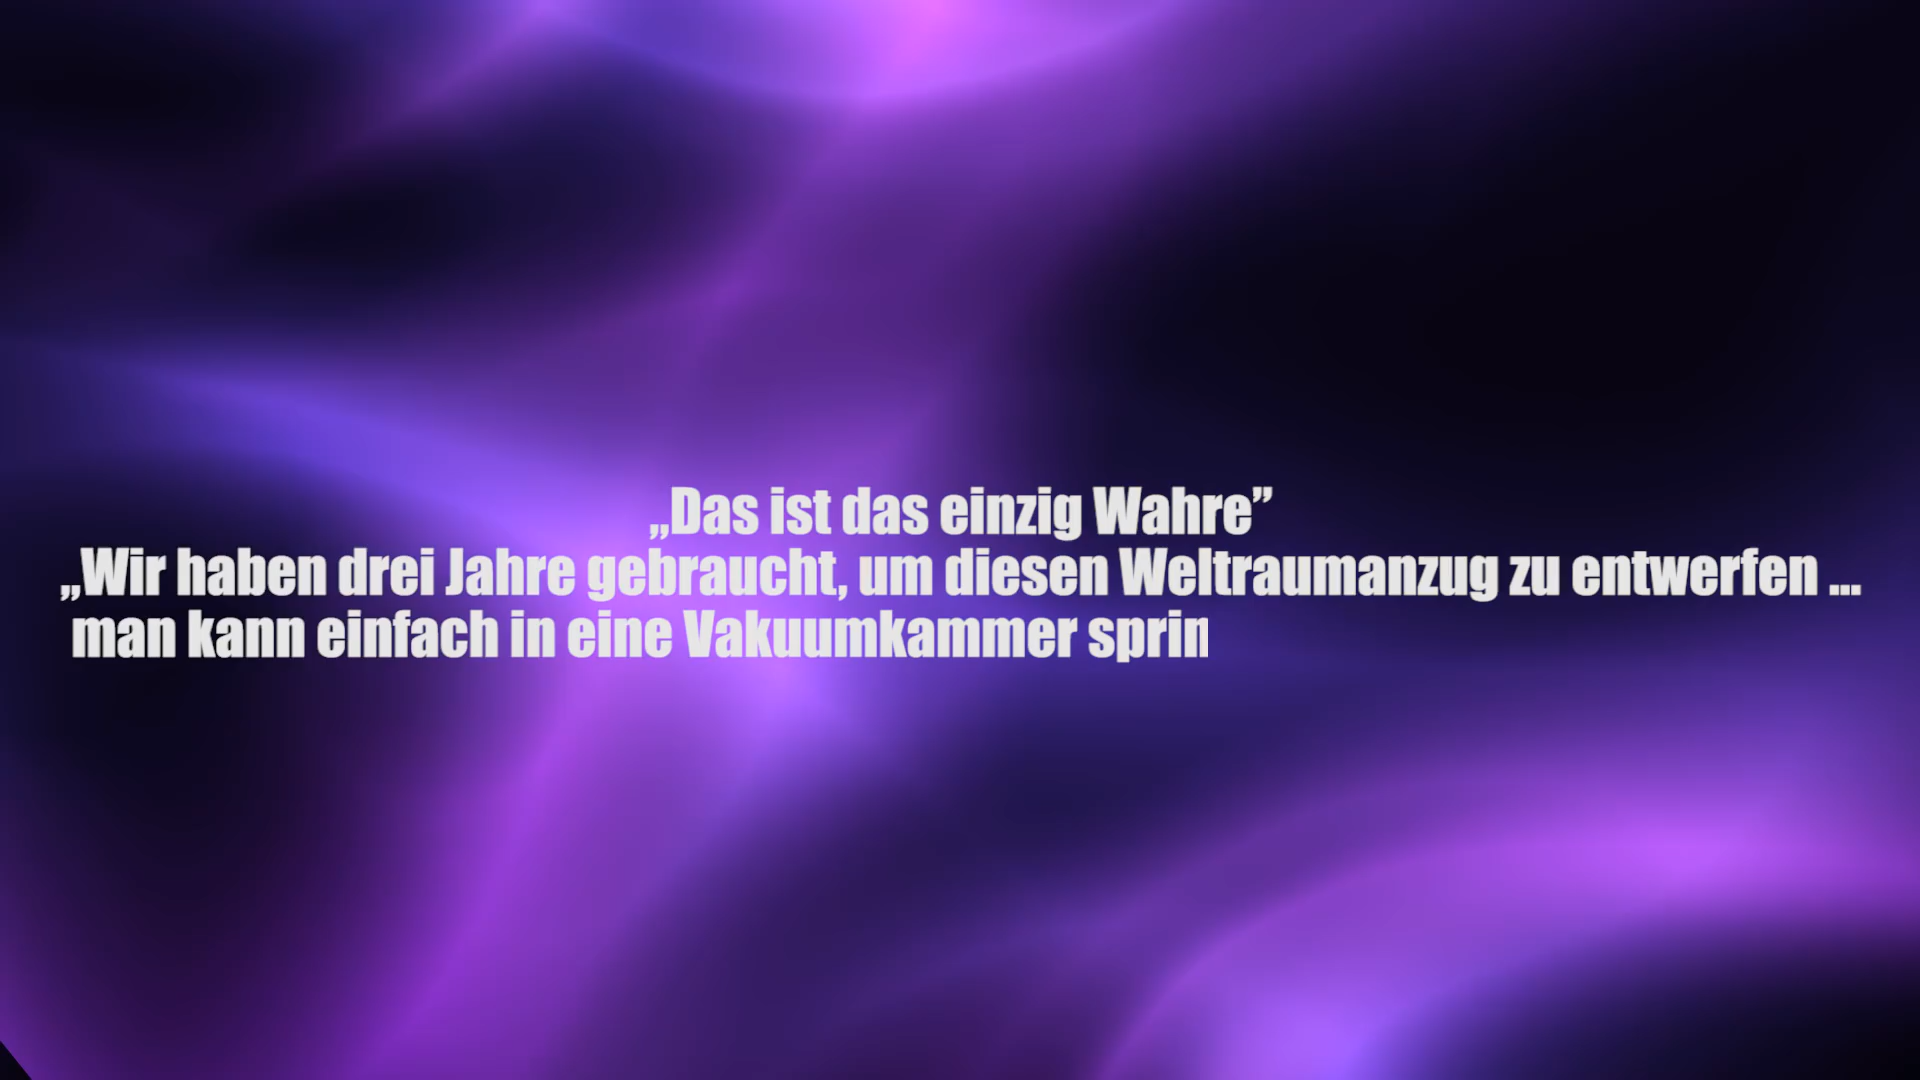 „Das ist das einzig Wahre”
„Wir haben drei Jahre gebraucht, um diesen Weltraumanzug zu entwerfen ...
man kann einfach in eine Vakuumkammer sprin